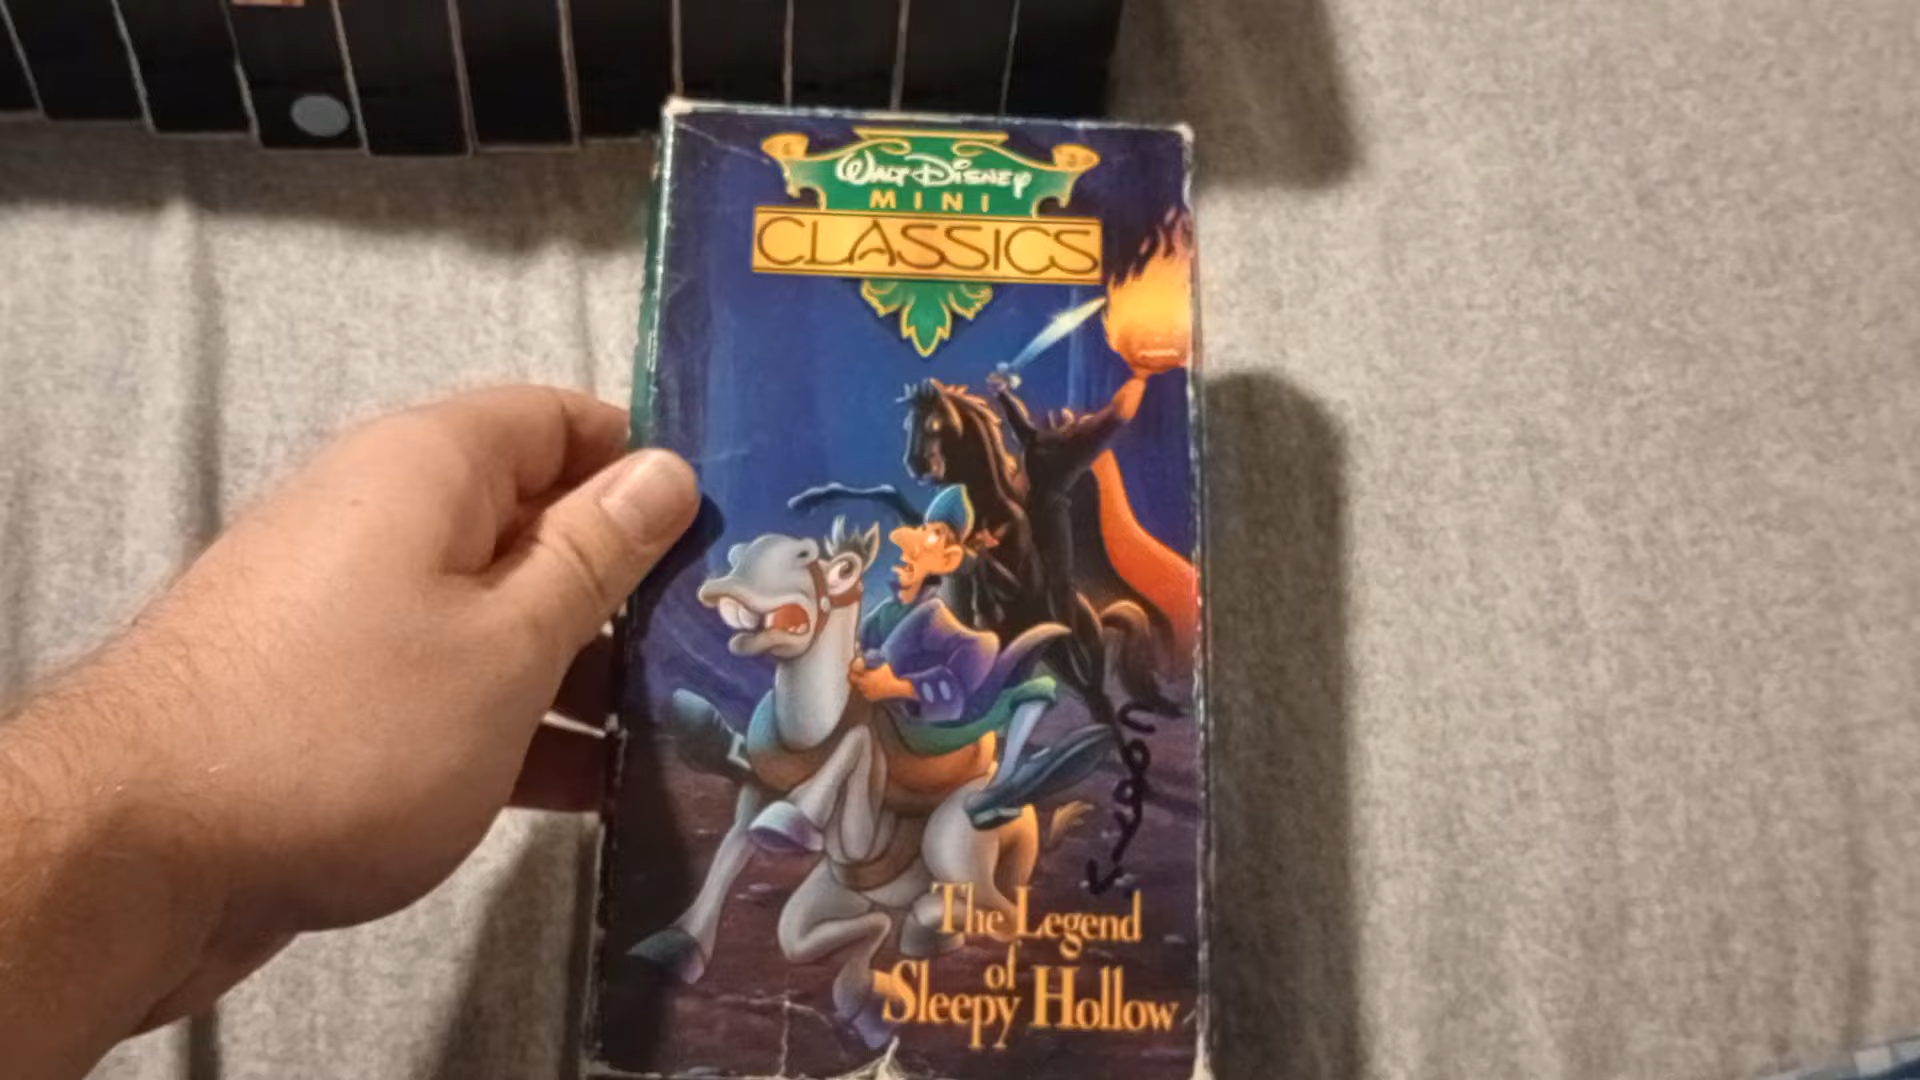 Walt Disney
MINI
CLASSICS
The Legend
of
Sleepy Hollow